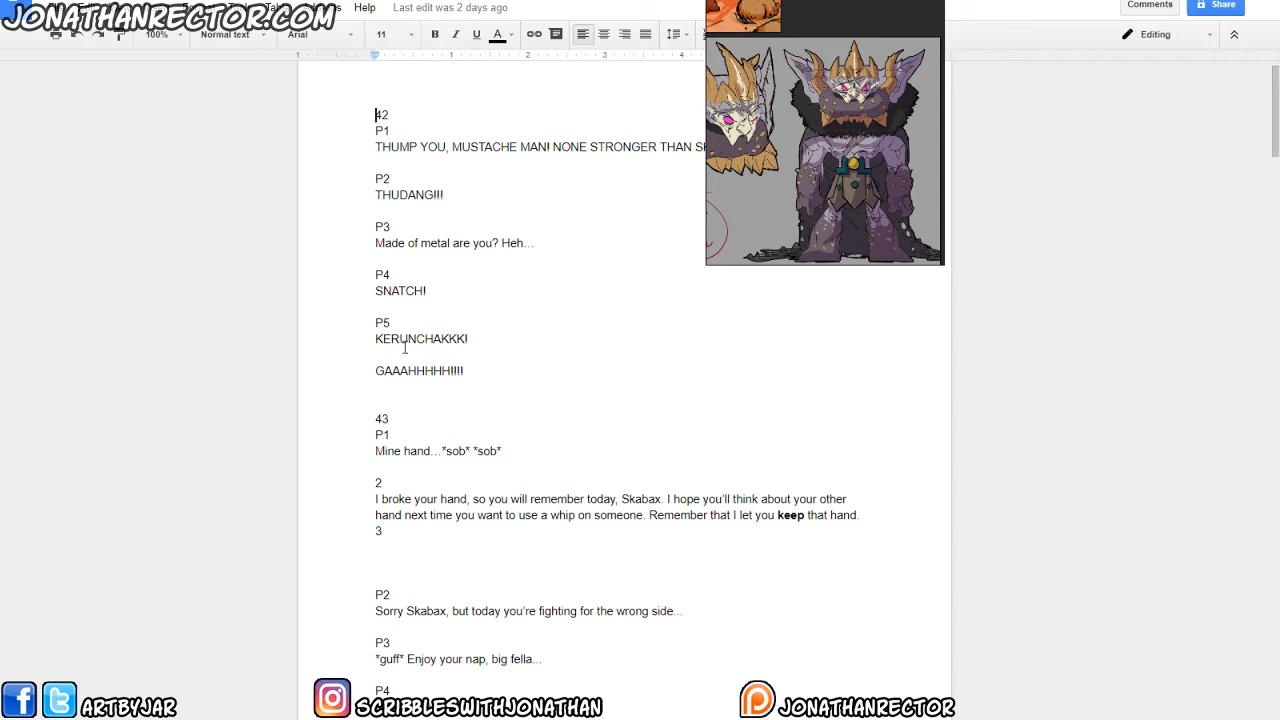 JONATHANRECTOR.COM
Help
Last edit was 2 days ago
Comments
Share
100%
Normal text
Arial
11
B I U A
Editing
1 1 2 3 4
42
P1
THUMP YOU, MUSTACHE MAN! NONE STRONGER THAN
P2
THUDANG!!!
P3
Made of metal are you? Heh…
P4
SNATCH!
P5
KERUNCHAKKK!
GAAAHHHHH!!!!
43
P1
Mine hand…*sob* *sob*
2
I broke your hand, so you will remember today, Skabax. I hope you’ll think about your other
hand next time you want to use a whip on someone. Remember that I let you keep that hand.
3
P2
Sorry Skabax, but today you’re fighting for the wrong side...
P3
*guff* Enjoy your nap, big fella...
P4
ARTBYJAR
SCRIBBLESWITHJONATHAN
JONATHANRECTOR